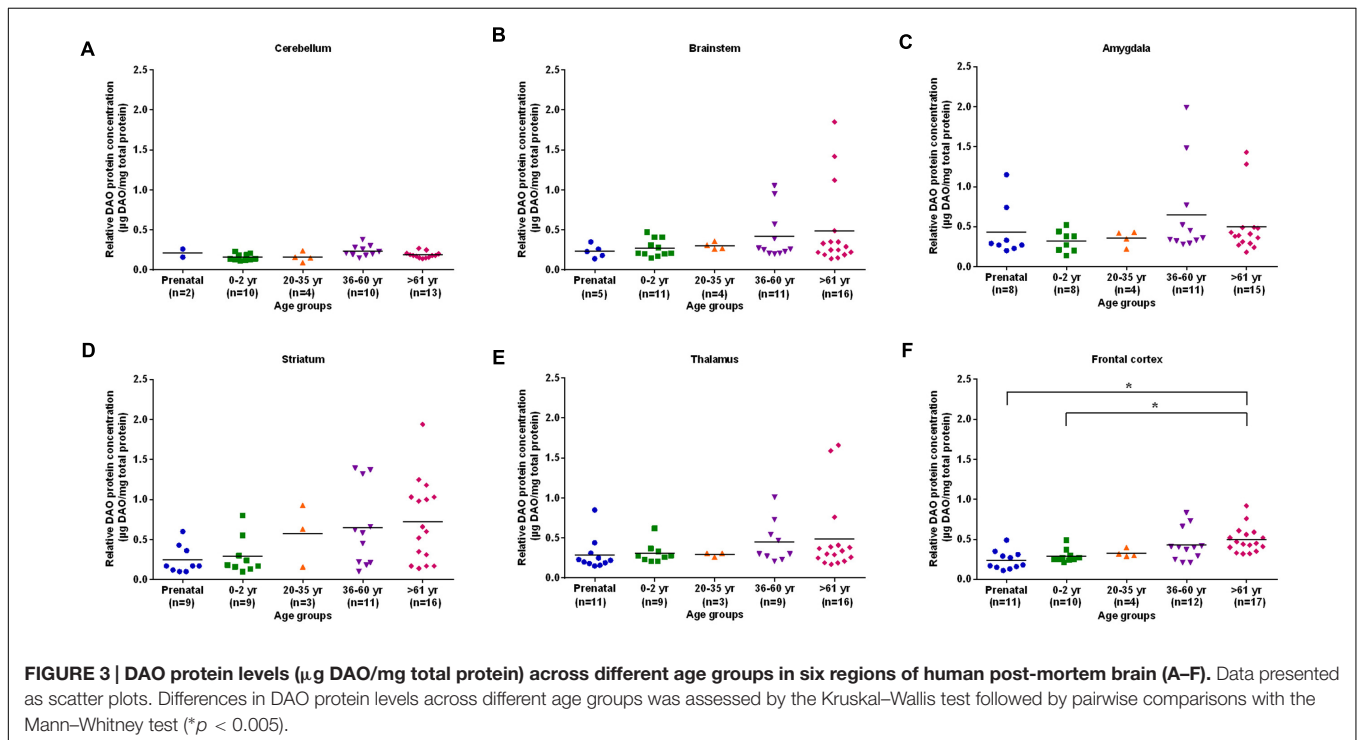 A
Cerebellum
Relative DAO protein concentration
(µg DAO/mg total protein)
2.5
2.0
1.5
1.0
0.5
0.0
Prenatal 0-2 yr 20-35 yr 36-60 yr >61 yr
(n=2) (n=10) (n=4) (n=10) (n=13)
Age groups
B
Brainstem
Relative DAO protein concentration
(µg DAO/mg total protein)
2.5
2.0
1.5
1.0
0.5
0.0
Prenatal 0-2 yr 20-35 yr 36-60 yr >61 yr
(n=5) (n=11) (n=4) (n=11) (n=16)
Age groups
C
Amygdala
Relative DAO protein concentration
(µg DAO/mg total protein)
2.5
2.0
1.5
1.0
0.5
0.0
Prenatal 0-2 yr 20-35 yr 36-60 yr >61 yr
(n=8) (n=8) (n=4) (n=11) (n=15)
Age groups
D
Striatum
Relative DAO protein concentration
(µg DAO/mg total protein)
2.5
2.0
1.5
1.0
0.5
0.0
Prenatal 0-2 yr 20-35 yr 36-60 yr >61 yr
(n=9) (n=9) (n=3) (n=11) (n=16)
Age groups
E
Thalamus
Relative DAO protein concentration
(µg DAO/mg total protein)
2.5
2.0
1.5
1.0
0.5
0.0
Prenatal 0-2 yr 20-35 yr 36-60 yr >61 yr
(n=11) (n=9) (n=3) (n=9) (n=16)
Age groups
F
Frontal cortex
Relative DAO protein concentration
(µg DAO/mg total protein)
2.5
2.0
1.5
1.0
0.5
0.0
*
*
Prenatal 0-2 yr 20-35 yr 36-60 yr >61 yr
(n=11) (n=10) (n=4) (n=12) (n=17)
Age groups
FIGURE 3 | DAO protein levels (µg DAO/mg total protein) across different age groups in six regions of human post-mortem brain (A–F). Data presented
as scatter plots. Differences in DAO protein levels across different age groups was assessed by the Kruskal–Wallis test followed by pairwise comparisons with the
Mann–Whitney test (*p < 0.005).